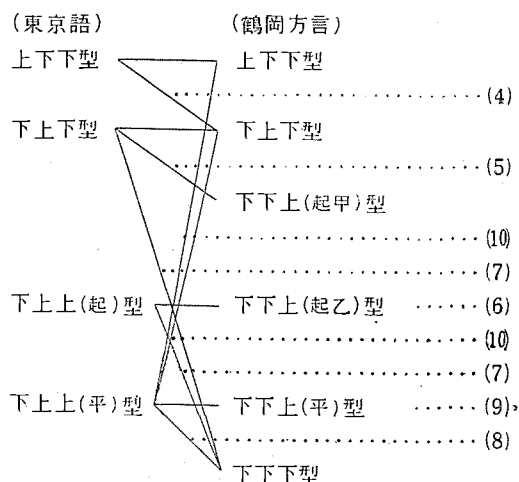 (東京語) (鶴岡方言)
上下下型 上下下型
(4)
下上下型 下上下型
(5)
下下上(起甲)型
(10)
(7)
下上上(起)型 下下上(起乙)型 (6)
(10)
(7)
下上上(平)型 下下上(平)型 (9)
(8)
下下下型